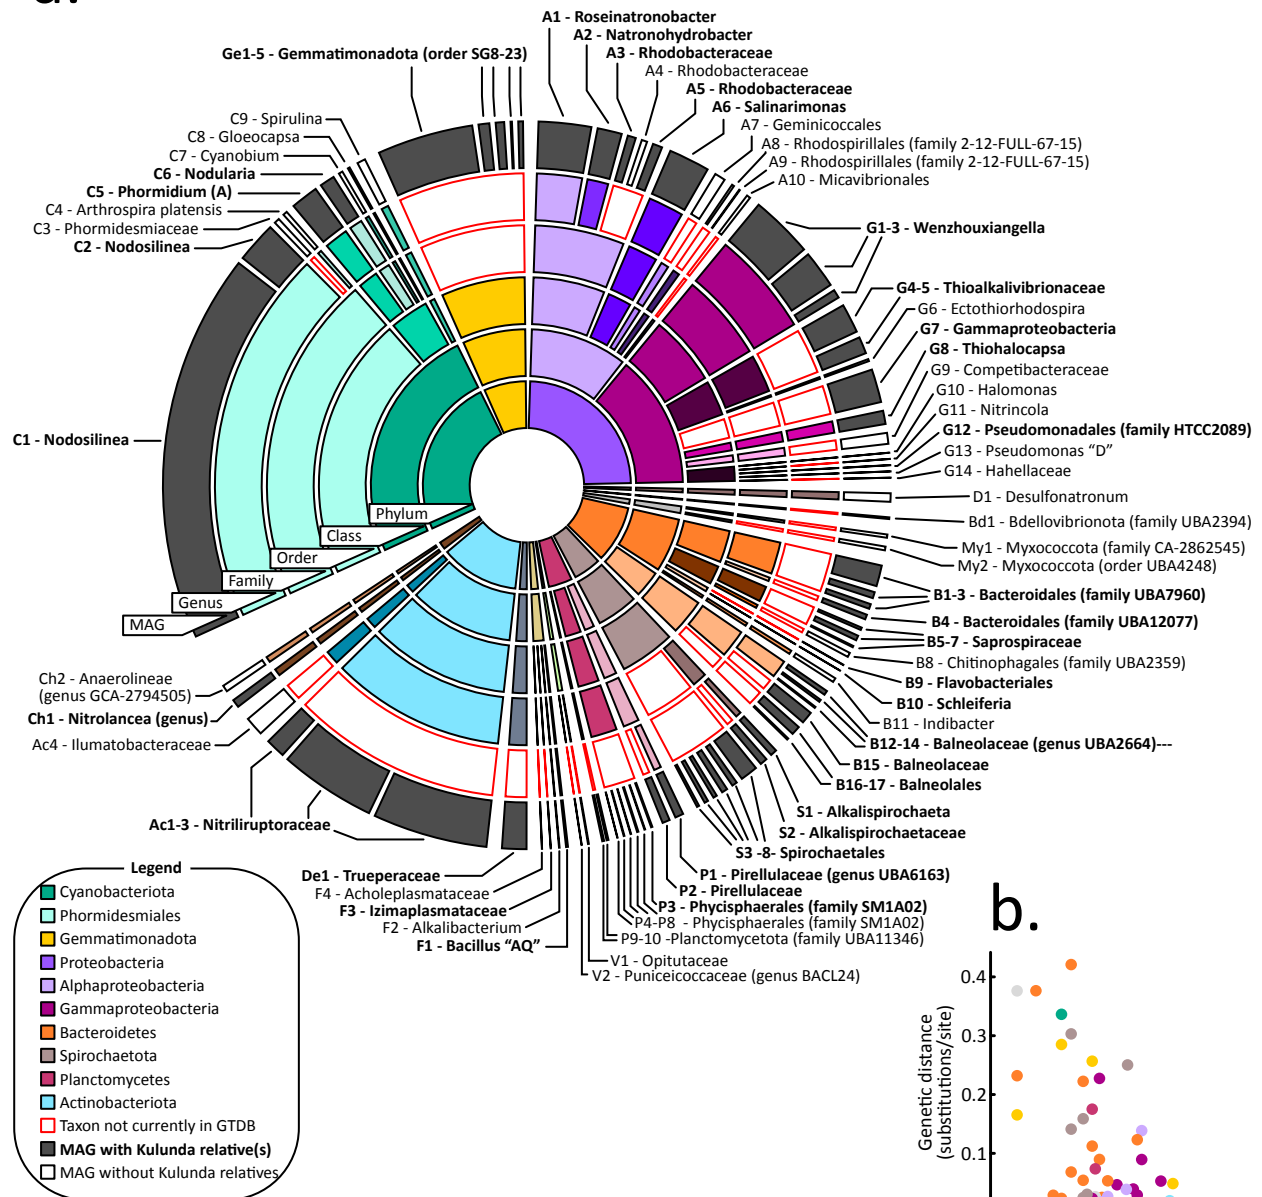 a.
A1 - Roseinatronobacter
A2 - Natronohydrobacter
A3 - Rhodobacteraceae
A4 - Rhodobacteraceae
A5 - Rhodobacteraceae
A6 - Salinarimonas
A7 - Geminicoccales
A8 - Rhodospirillales (family 2-12-FULL-67-15)
A9 - Rhodospirillales (family 2-12-FULL-67-15)
A10 - Micavibrionales
Ge1-5 - Gemmatimonadota (order SG8-23)
C9 - Spirulina
C8 - Gloeocapsa
C7 - Cyanobium
C6 - Nodularia
C5 - Phormidium (A)
C4 - Arthrospira platensis
C3 - Phormidesmiaceae
C2 - Nodosilinea
C1 - Nodosilinea
G1-3 - Wenzhouxiangella
G4-5 - Thioalkalivibrionaceae
G6 - Ectothiorhodospira
G7 - Gammaproteobacteria
G8 - Thiohalocapsa
G9 - Competibacteraceae
G10 - Halomonas
G11 - Nitrincola
G12 - Pseudomonadales (family HTCC2089)
G13 - Pseudomonas “D”
G14 - Hahellaceae
D1 - Desulfonatronum
Bd1 - Bdellovibrionota (family UBA2394)
My1 - Myxococcota (family CA-2862545)
My2 - Myxococcota (order UBA4248)
B1-3 - Bacteroidales (family UBA7960)
B4 - Bacteroidales (family UBA12077)
B5-7 - Saprospiraceae
B8 - Chitinophagales (family UBA2359)
B9 - Flavobacteriales
B10 - Schleiferia
B11 - Indibacter
B12-14 - Balneolaceae (genus UBA2664)---
B15 - Balneolaceae
B16-17 - Balneolales
S1 - Alkalispirochaeta
S2 - Alkalispirochaetaceae
S3 -8- Spirochaetales
P1 - Pirellulaceae (genus UBA6163)
P2 - Pirellulaceae
P3 - Phycisphaerales (family SM1A02)
P4-P8 - Phycisphaerales (family SM1A02)
P9-10 -Planctomycetota (family UBA11346)
V1 - Opitutaceae
V2 - Puniceicoccaceae (genus BACL24)
Phylum
Class
Order
Family
Genus
MAG
Ch2 - Anaerolineae
(genus GCA-2794505)
Ch1 - Nitrolancea (genus)
Ac4 - Ilumatobacteraceae
Ac1-3 - Nitriliruptoraceae
De1 - Trueperaceae
F4 - Acholeplasmataceae
F3 - Izimaplasmataceae
F2 - Alkalibacterium
F1 - Bacillus “AQ”
Legend
Cyanobacteriota
Phormidesmiales
Gemmatimonadota
Proteobacteria
Alphaproteobacteria
Gammaproteobacteria
Bacteroidetes
Spirochaetota
Planctomycetes
Actinobacteriota
Taxon not currently in GTDB
MAG with Kulunda relative(s)
MAG without Kulunda relatives
b.
Genetic distance
(substitutions/site)
0.4
0.3
0.2
0.1